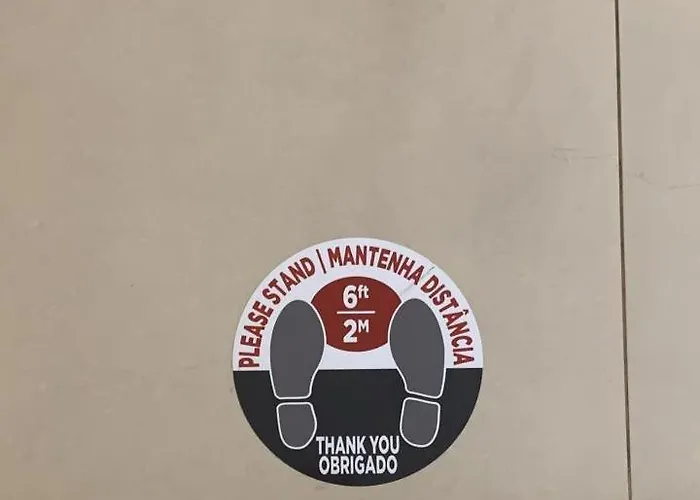 PLEASE STAND | MANTENHA DISTÂNCIA
6ft
2M
THANK YOU
OBRIGADO